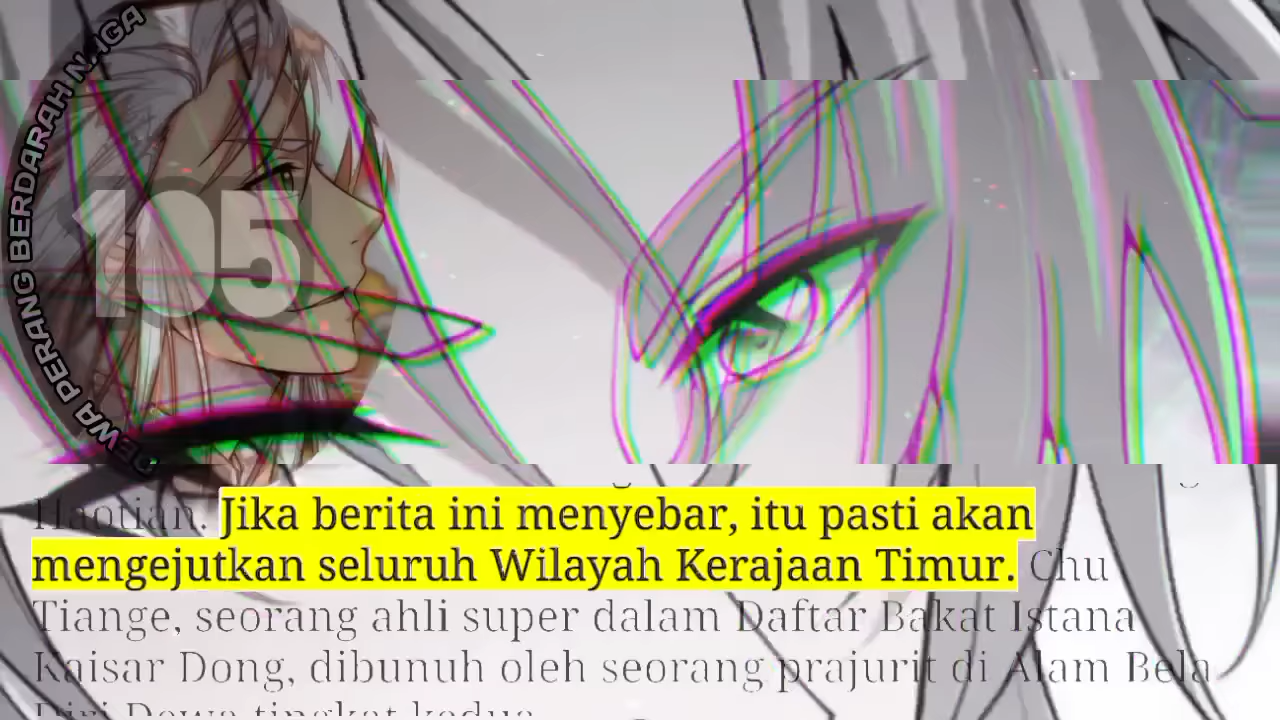 DEWA PERANG BERDARAH NAGA
105
Haotian. Jika berita ini menyebar, itu pasti akan
mengejutkan seluruh Wilayah Kerajaan Timur. Chu
Tiange, seorang ahli super dalam Daftar Bakat Istana
Kaisar Dong, dibunuh oleh seorang prajurit di Alam Bela
Diri Dewa tingkat kedua.